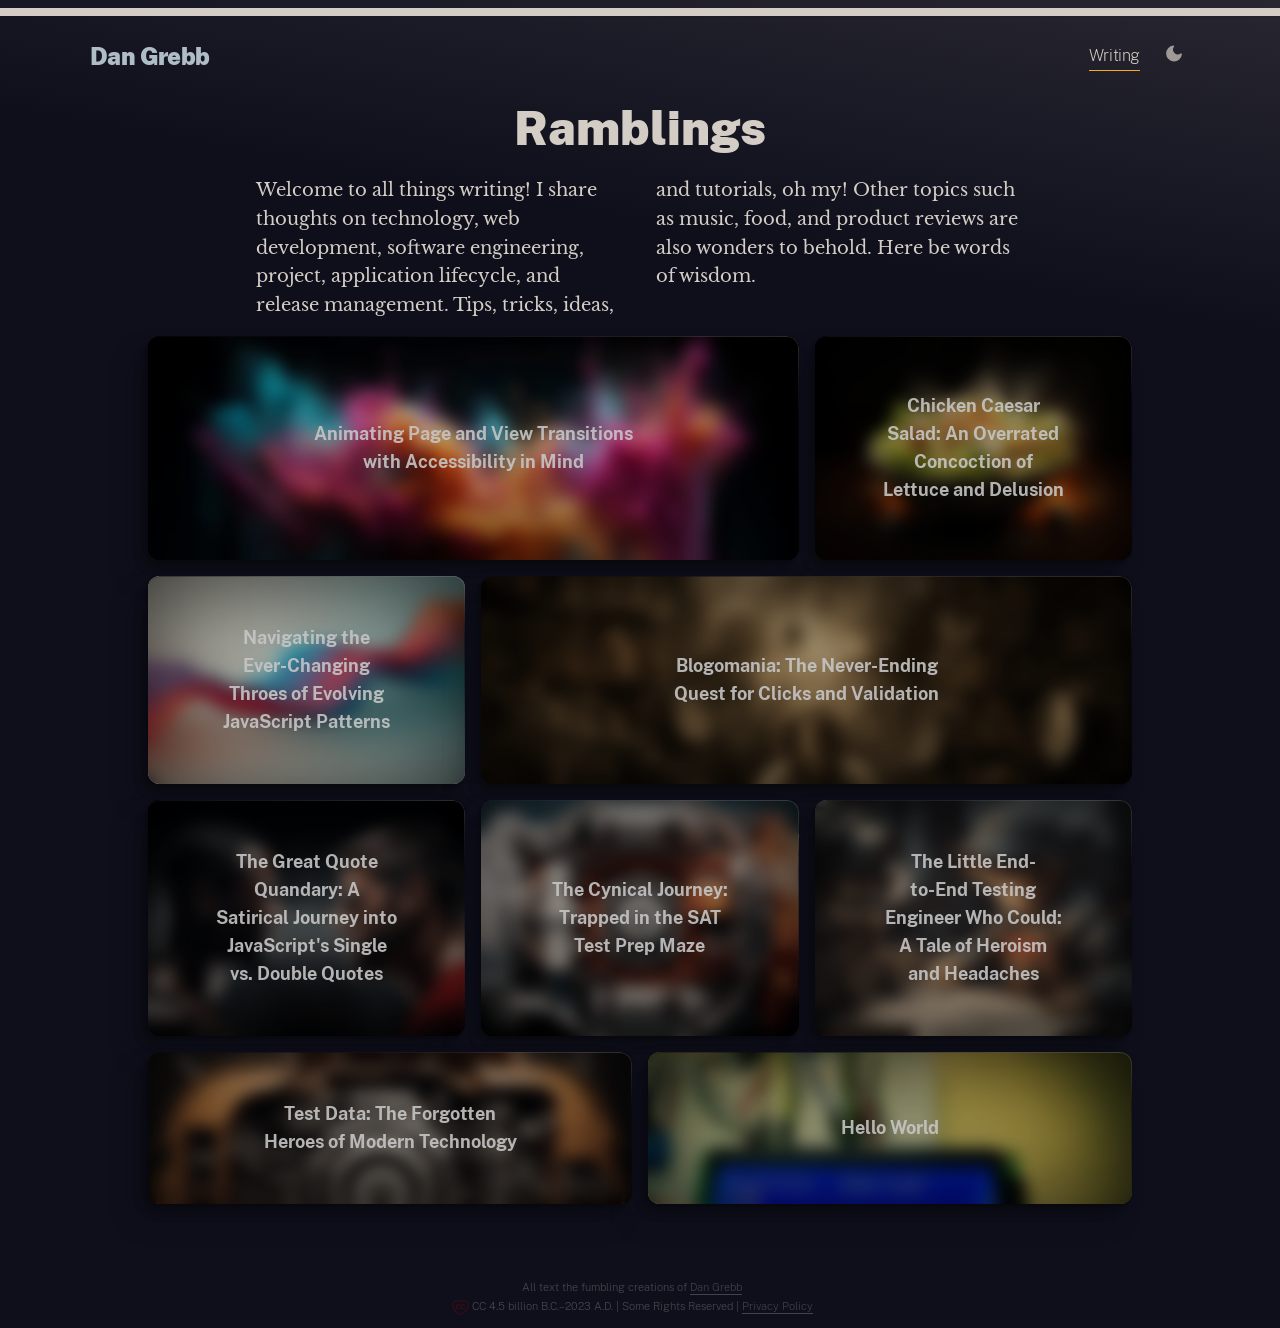 Dan Grebb
Writing
Ramblings
Welcome to all things writing! I share
thoughts on technology, web
development, software engineering,
project, application lifecycle, and
release management. Tips, tricks, ideas,
and tutorials, oh my! Other topics such
as music, food, and product reviews are
also wonders to behold. Here be words
of wisdom.
Animating Page and View Transitions
with Accessibility in Mind
Chicken Caesar
Salad: An Overrated
Concoction of
Lettuce and Delusion
Navigating the
Ever-Changing
Throes of Evolving
JavaScript Patterns
Blogomania: The Never-Ending
Quest for Clicks and Validation
The Great Quote
Quandary: A
Satirical Journey into
JavaScript's Single
vs. Double Quotes
The Cynical Journey:
Trapped in the SAT
Test Prep Maze
The Little End-
to-End Testing
Engineer Who Could:
A Tale of Heroism
and Headaches
Test Data: The Forgotten
Heroes of Modern Technology
Hello World
All text the fumbling creations of Dan Grebb
CC 4.5 billion B.C.–2023 A.D. | Some Rights Reserved | Privacy Policy